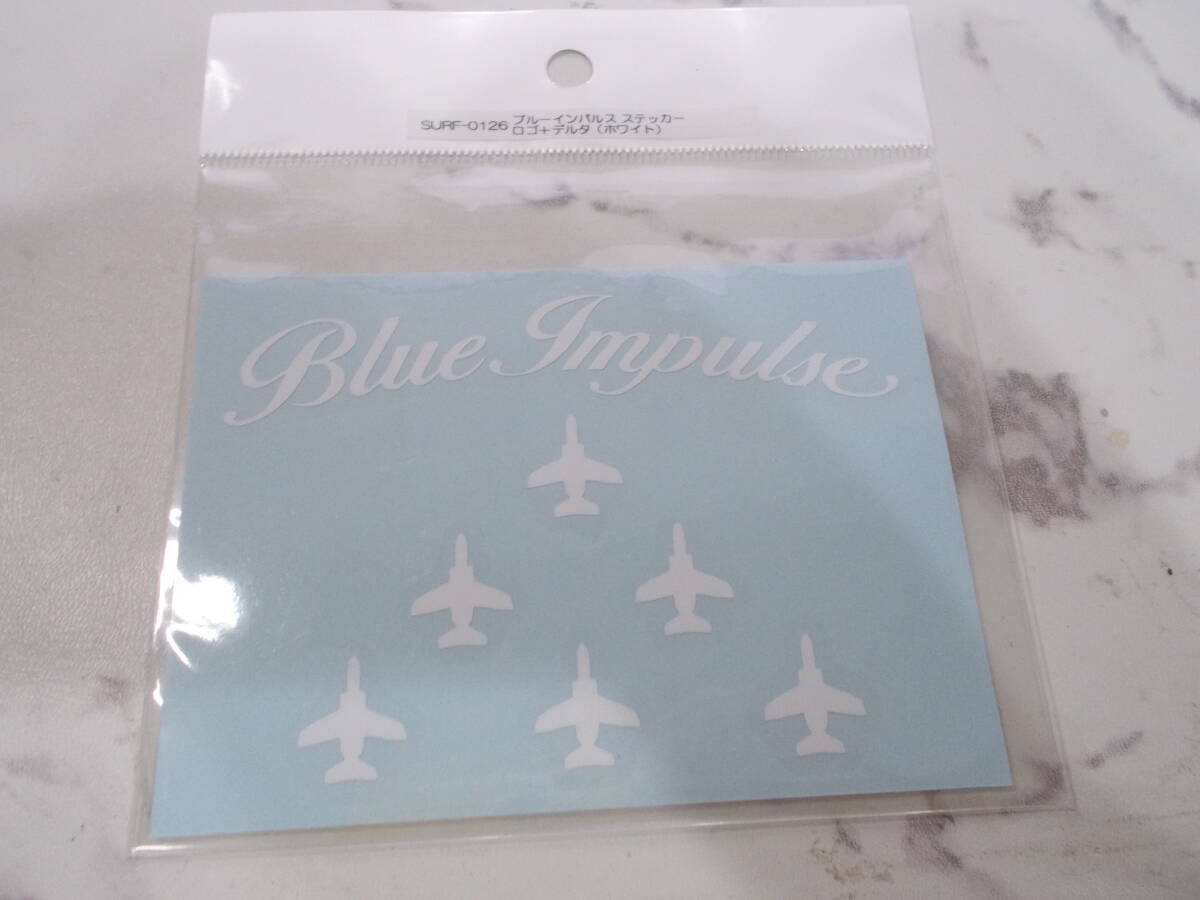 SURF-0126 ブルーインパルス ステッカー
ロゴ+デルタ（ホワイト）
Blue Impulse